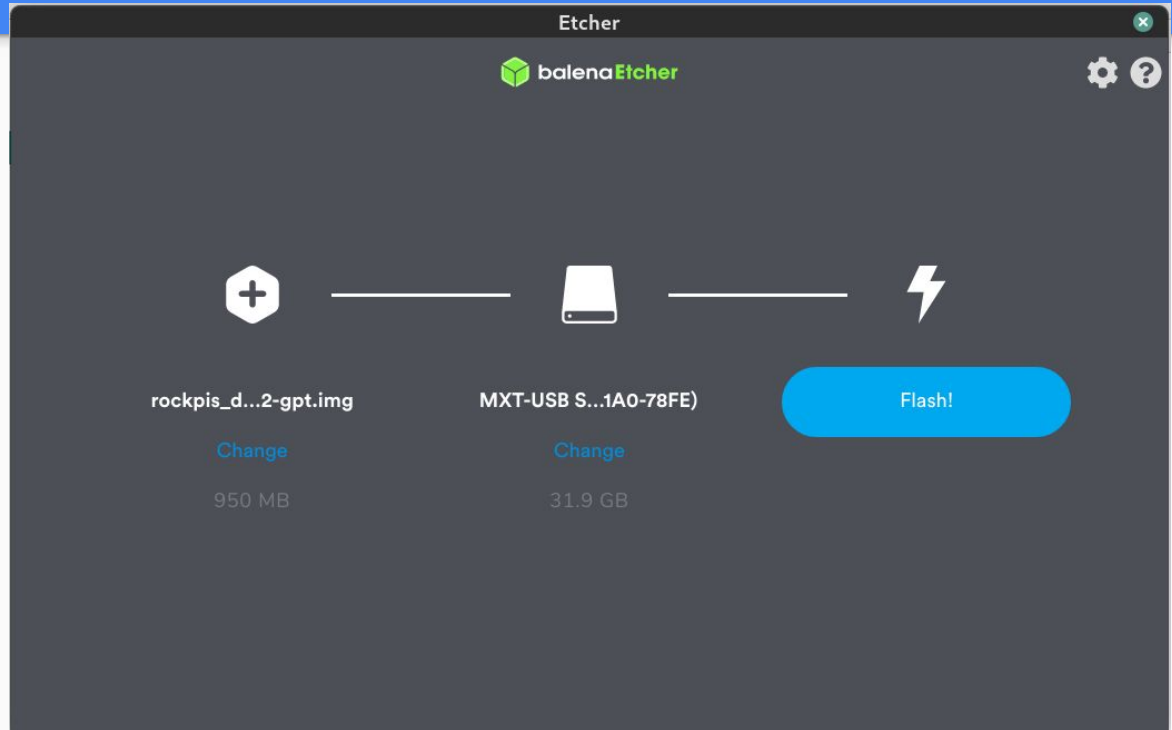 Etcher
balenaEtcher
rockpis_d...2-gpt.img
MXT-USB S...1A0-78FE)
Flash!
Change
Change
950 MB
31.9 GB